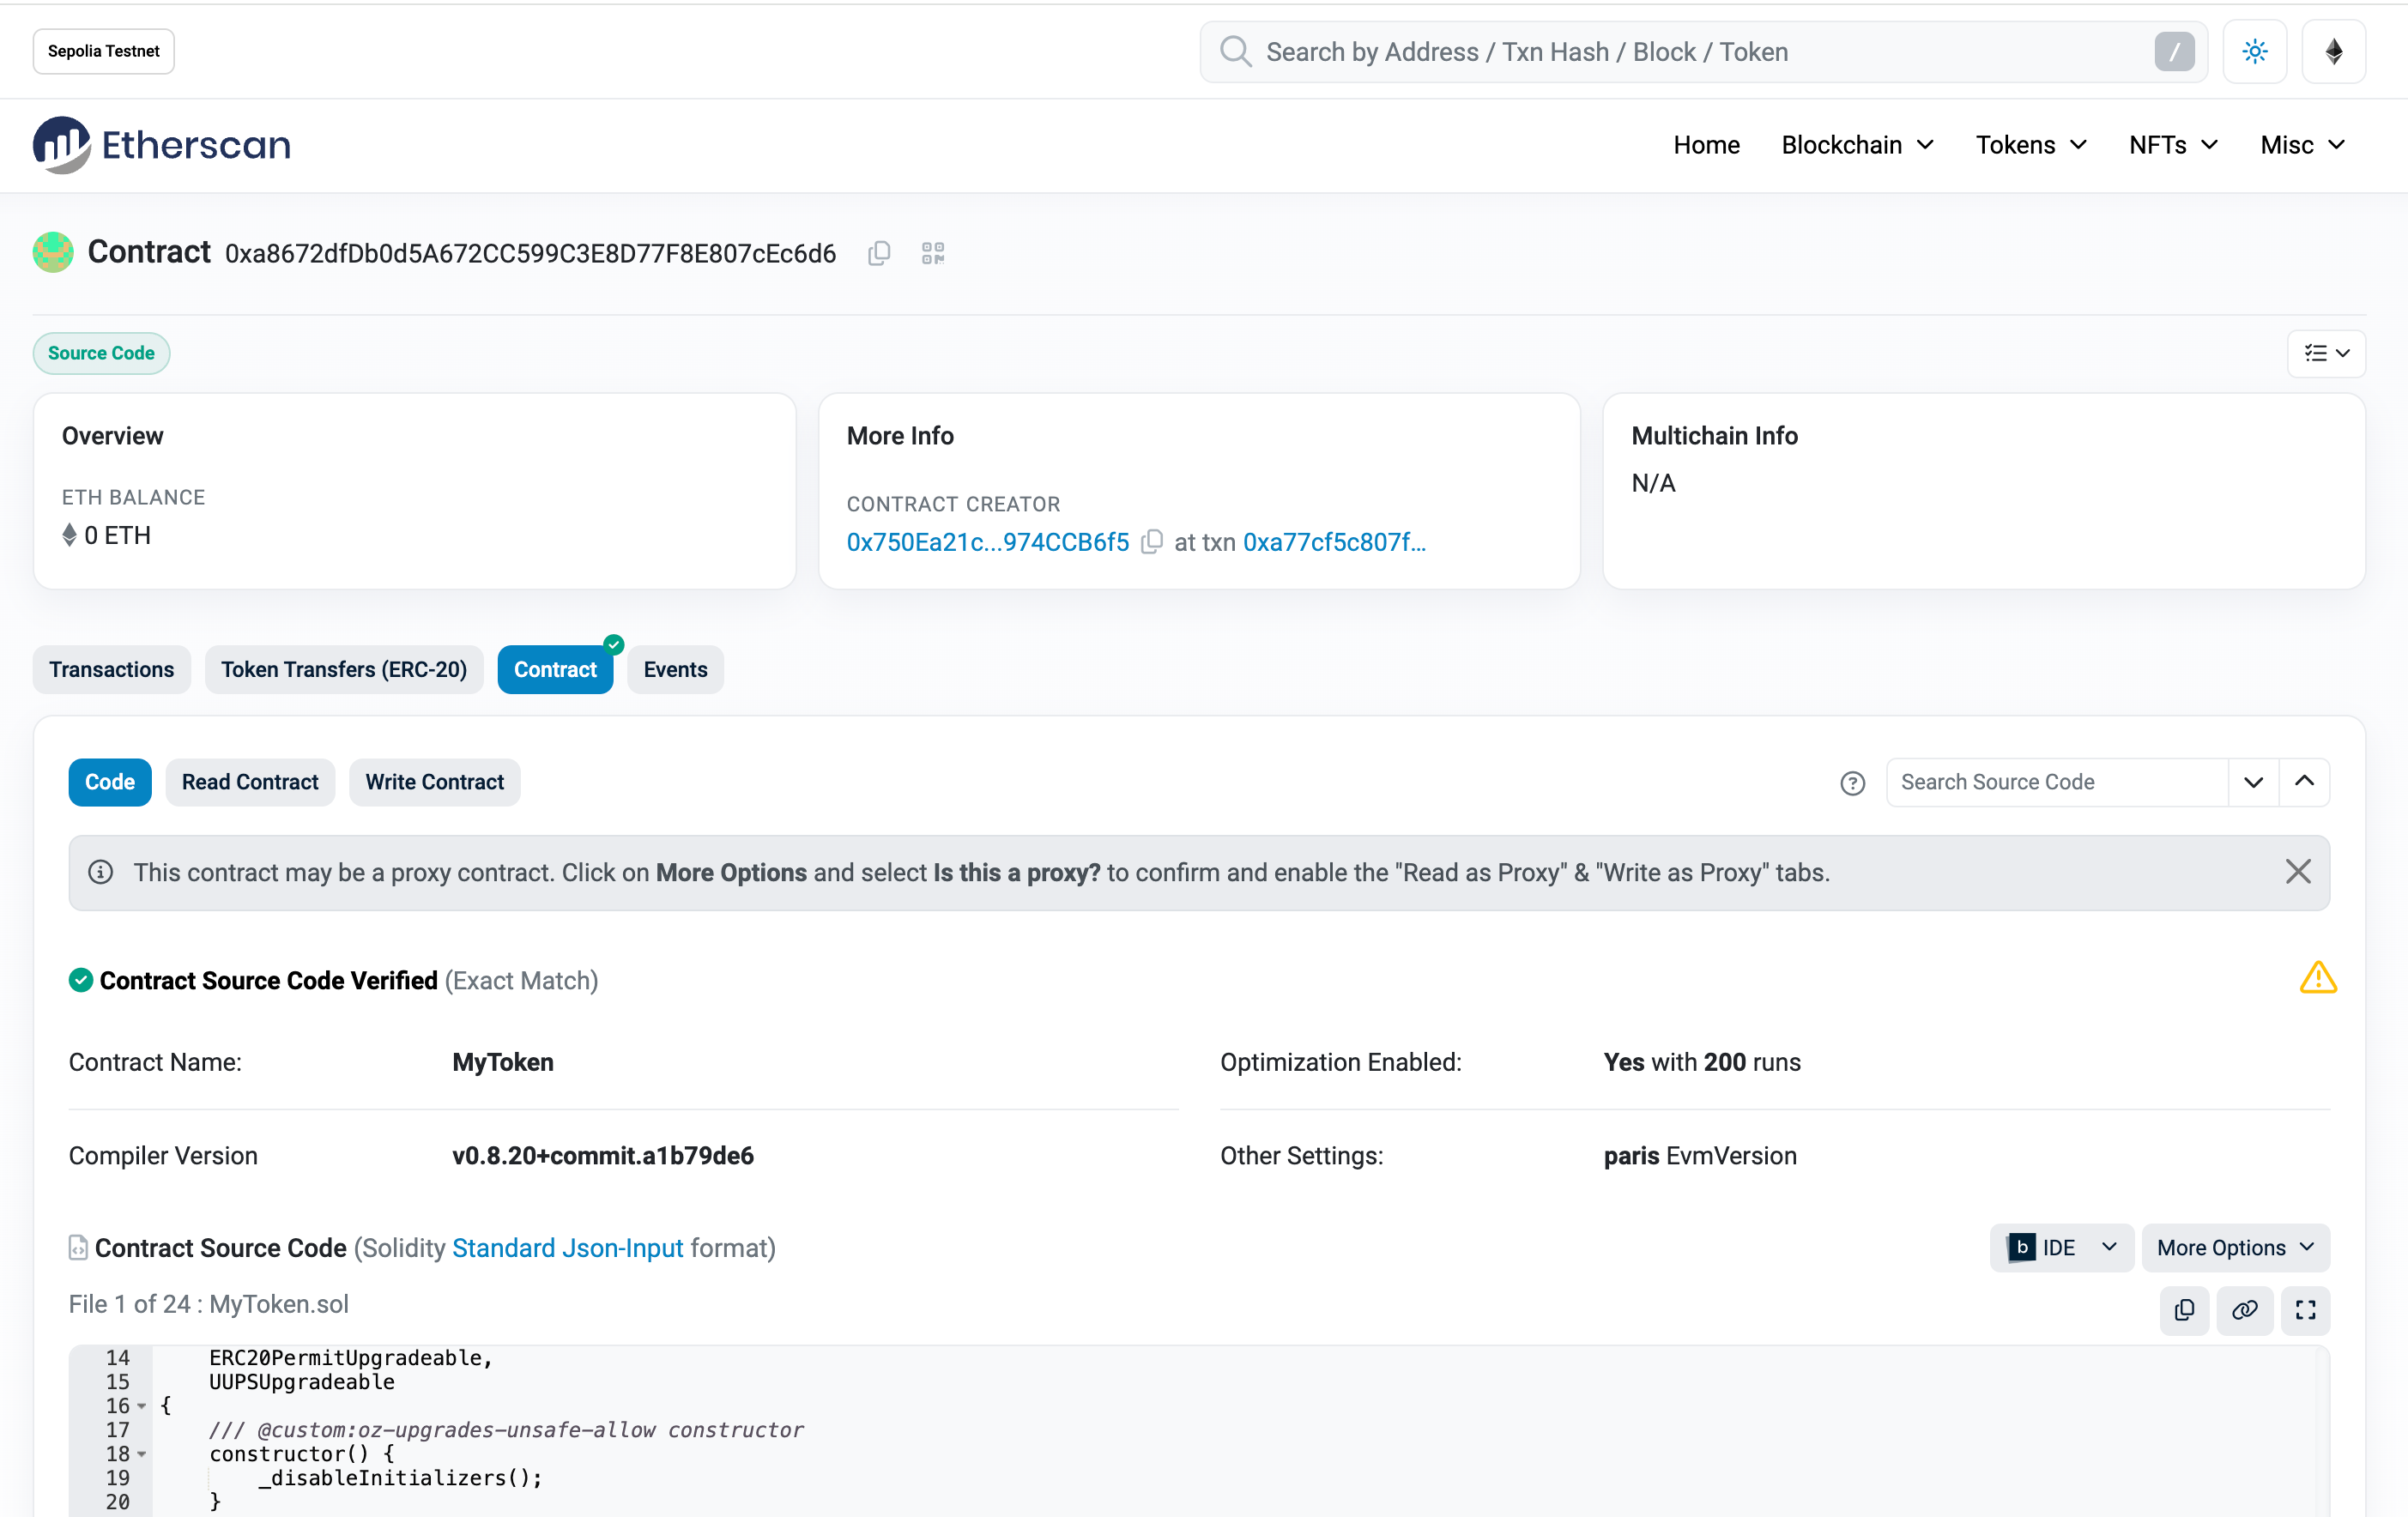 Sepolia Testnet
Search by Address / Txn Hash / Block / Token
/
Etherscan
Home Blockchain Tokens NFTs Misc
Contract 0xa8672dfDb0d5A672CC599C3E8D77F8E807cEc6d6
Source Code
Overview
ETH BALANCE
0 ETH
More Info
CONTRACT CREATOR
0x750Ea21c...974CCB6f5 at txn 0xa77cf5c807f...
Multichain Info
N/A
Transactions Token Transfers (ERC-20) Contract Events
Code Read Contract Write Contract
Search Source Code
This contract may be a proxy contract. Click on More Options and select Is this a proxy? to confirm and enable the "Read as Proxy" & "Write as Proxy" tabs.
Contract Source Code Verified (Exact Match)
Contract Name: MyToken
Optimization Enabled: Yes with 200 runs
Compiler Version v0.8.20+commit.a1b79de6
Other Settings: paris EvmVersion
Contract Source Code (Solidity Standard Json-Input format)
b IDE More Options
File 1 of 24 : MyToken.sol
14 ERC20PermitUpgradeable,
15 UUPSUpgradeable
16 {
17 /// @custom:oz-upgrades-unsafe-allow constructor
18 constructor() {
19 _disableInitializers();
20 }